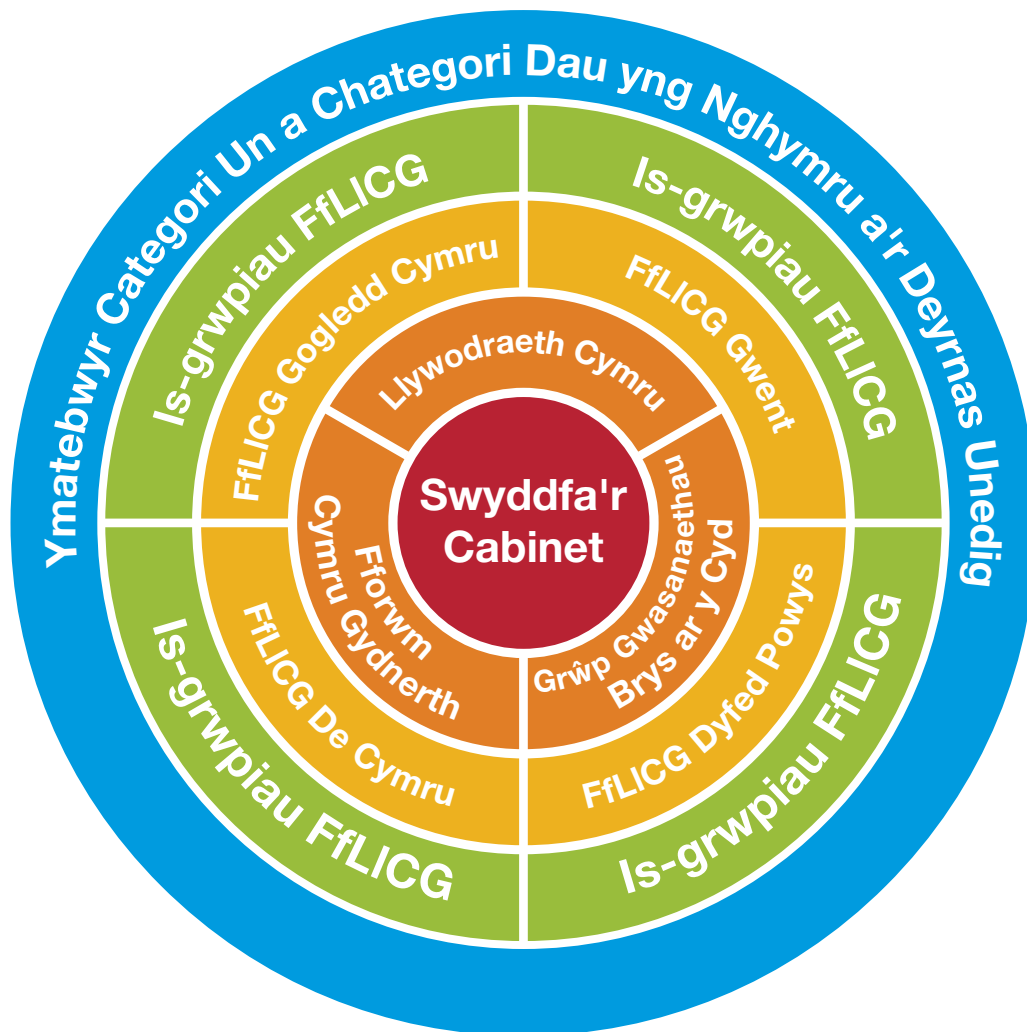 Ymatebwyr Categori Un a Chategori Dau yng Nghymru a'r Deyrnas Unedig
Is-grwpiau FfLlCG
Is-grwpiau FfLlCG
FfLlCG Gogledd Cymru
FfLlCG Gwent
Llywodraeth Cymru
Swyddfa'r
Cabinet
Fforwm
Cymru Gydnerth
Grŵp Gwasanaethan
Brys ar y Cyd
FfLlCG De Cymru
FfLlCG Dyfed Powys
Is-grwpiau FfLlCG
Is-grwpiau FfLlCG